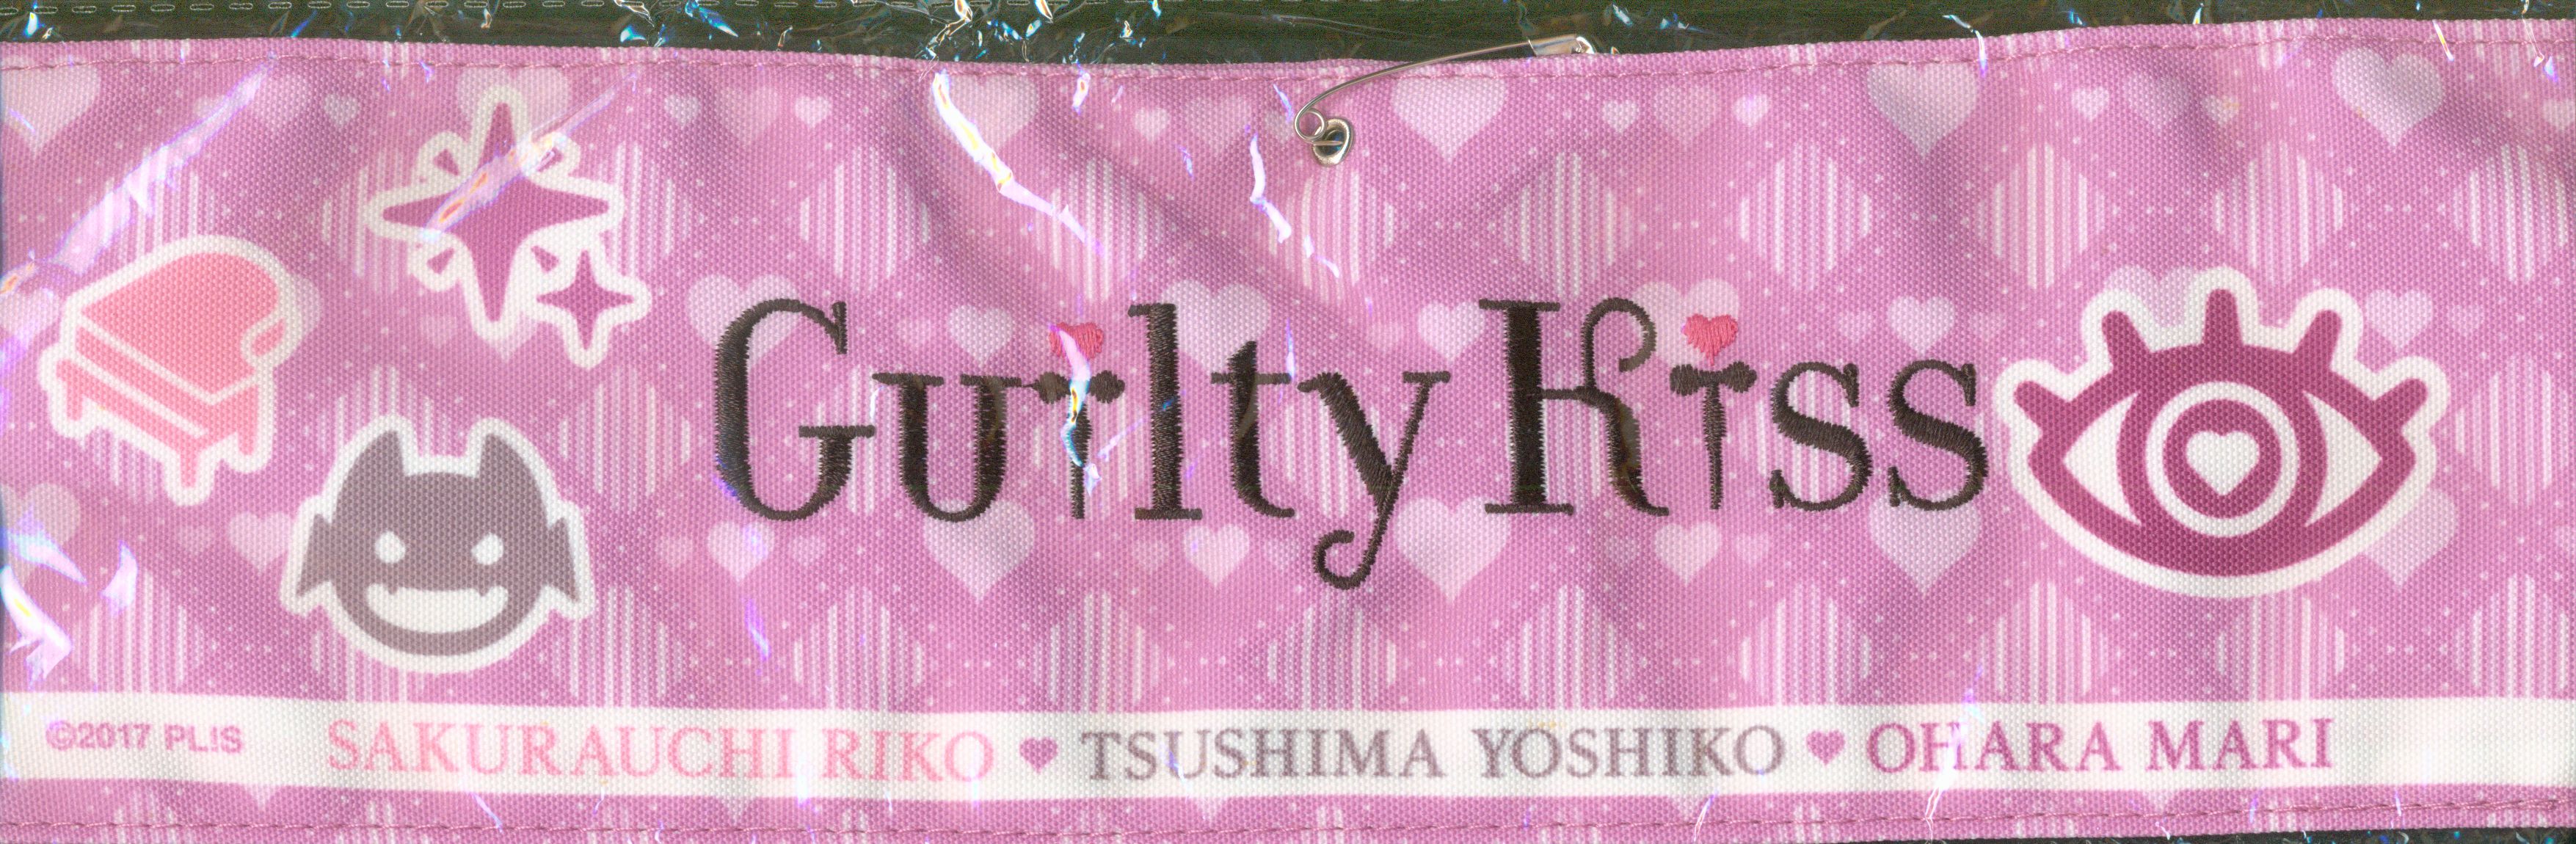 Guilty Kiss
©2017 PL!S SAKURAUCHI RIKO ♥ TSUSHIMA YOSHIKO ♥ OHARA MARI